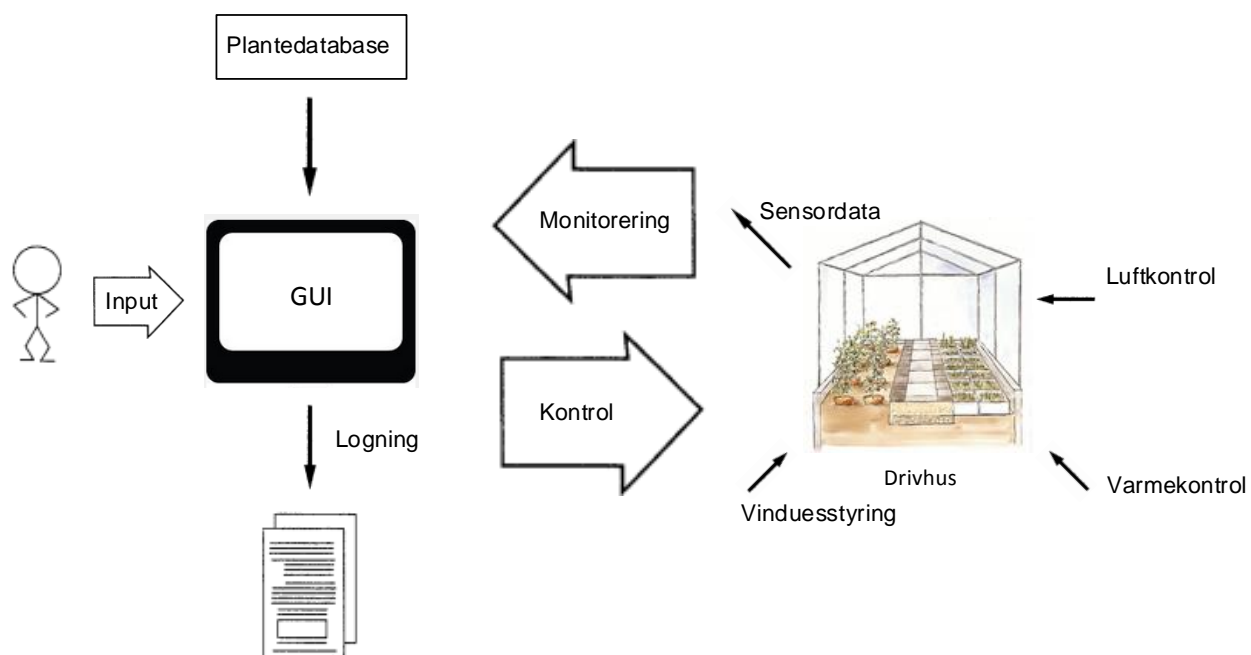 Plantedatabase
Monitorering
Sensordata
Luftkontrol
Input
GUI
Kontrol
Logning
Drivhus
Varmekontrol
Vinduesstyring